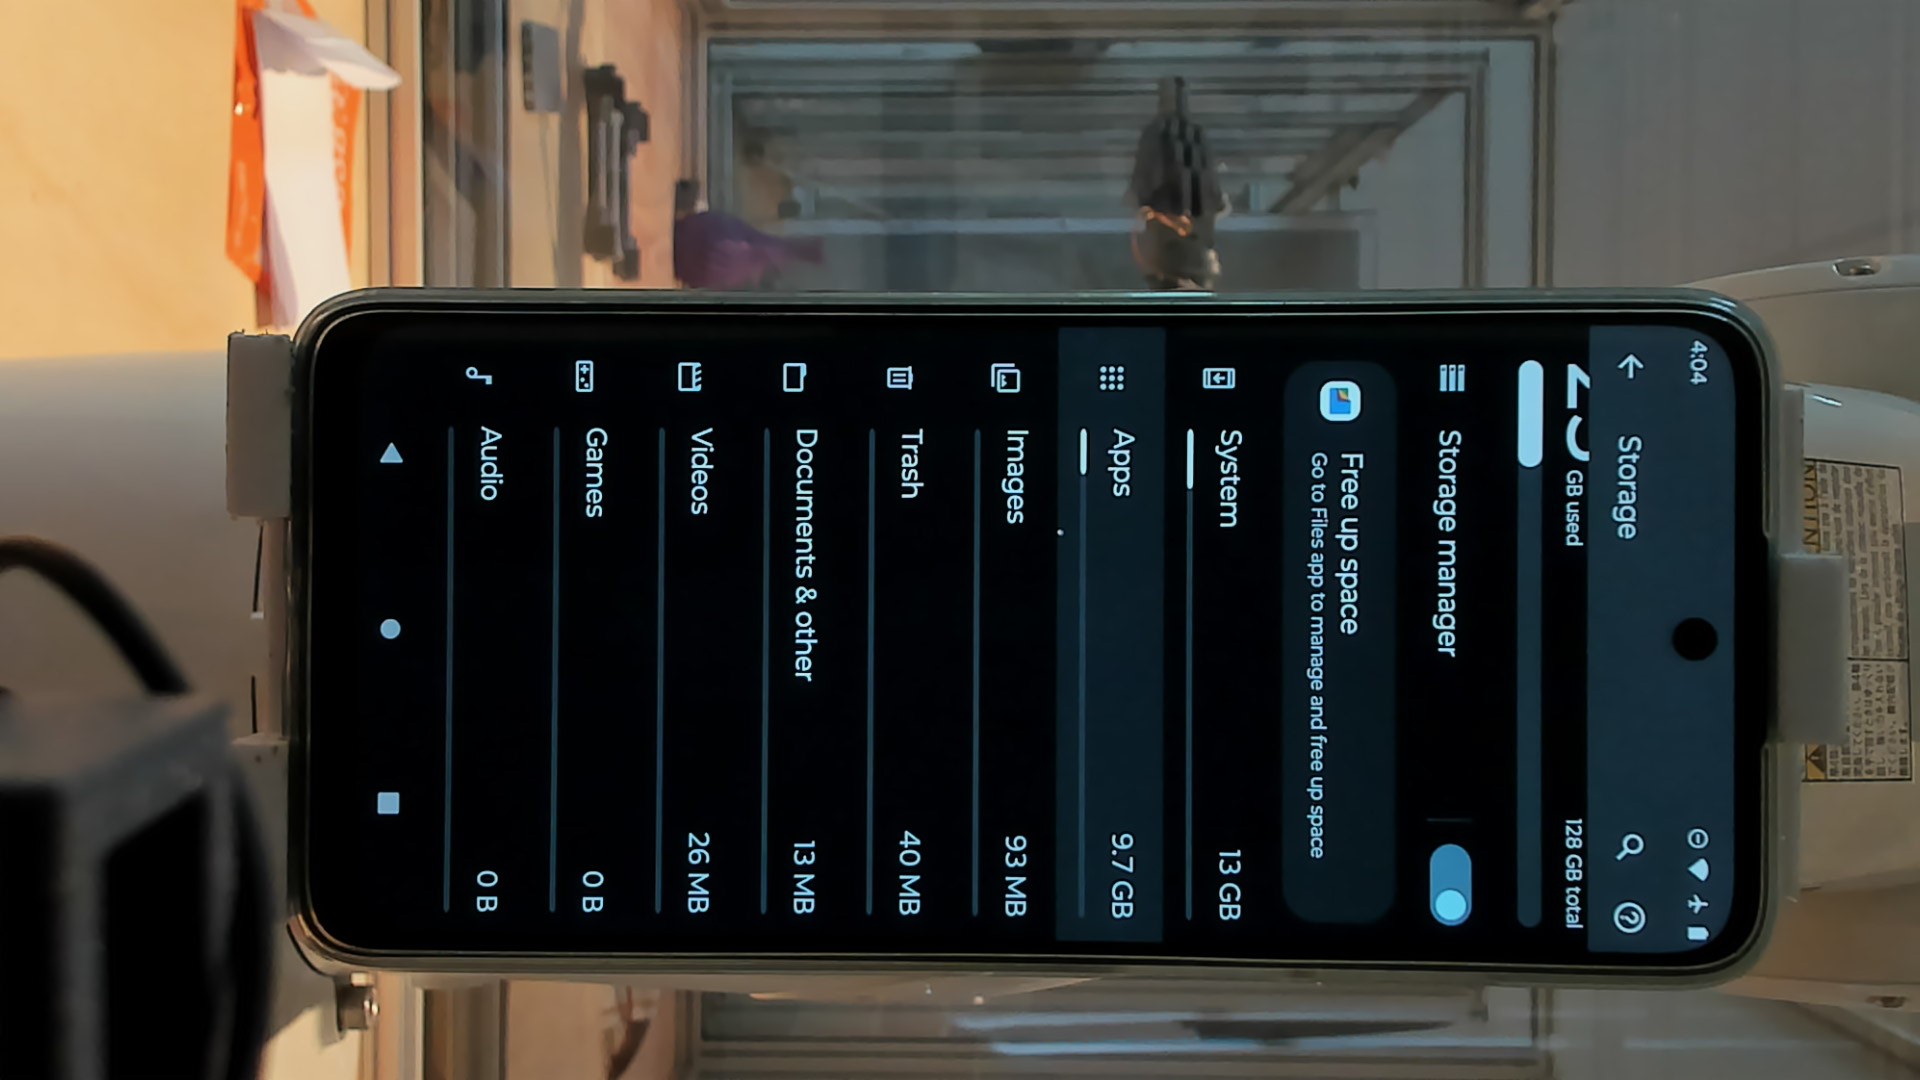 4:04
Storage
GB used
128 GB total
Storage manager
Free up space
Go to Files app to manage and free up space
System
13 GB
Apps
9.7 GB
Images
93 MB
Trash
40 MB
Documents & other
13 MB
Videos
26 MB
Games
0 B
Audio
0 B